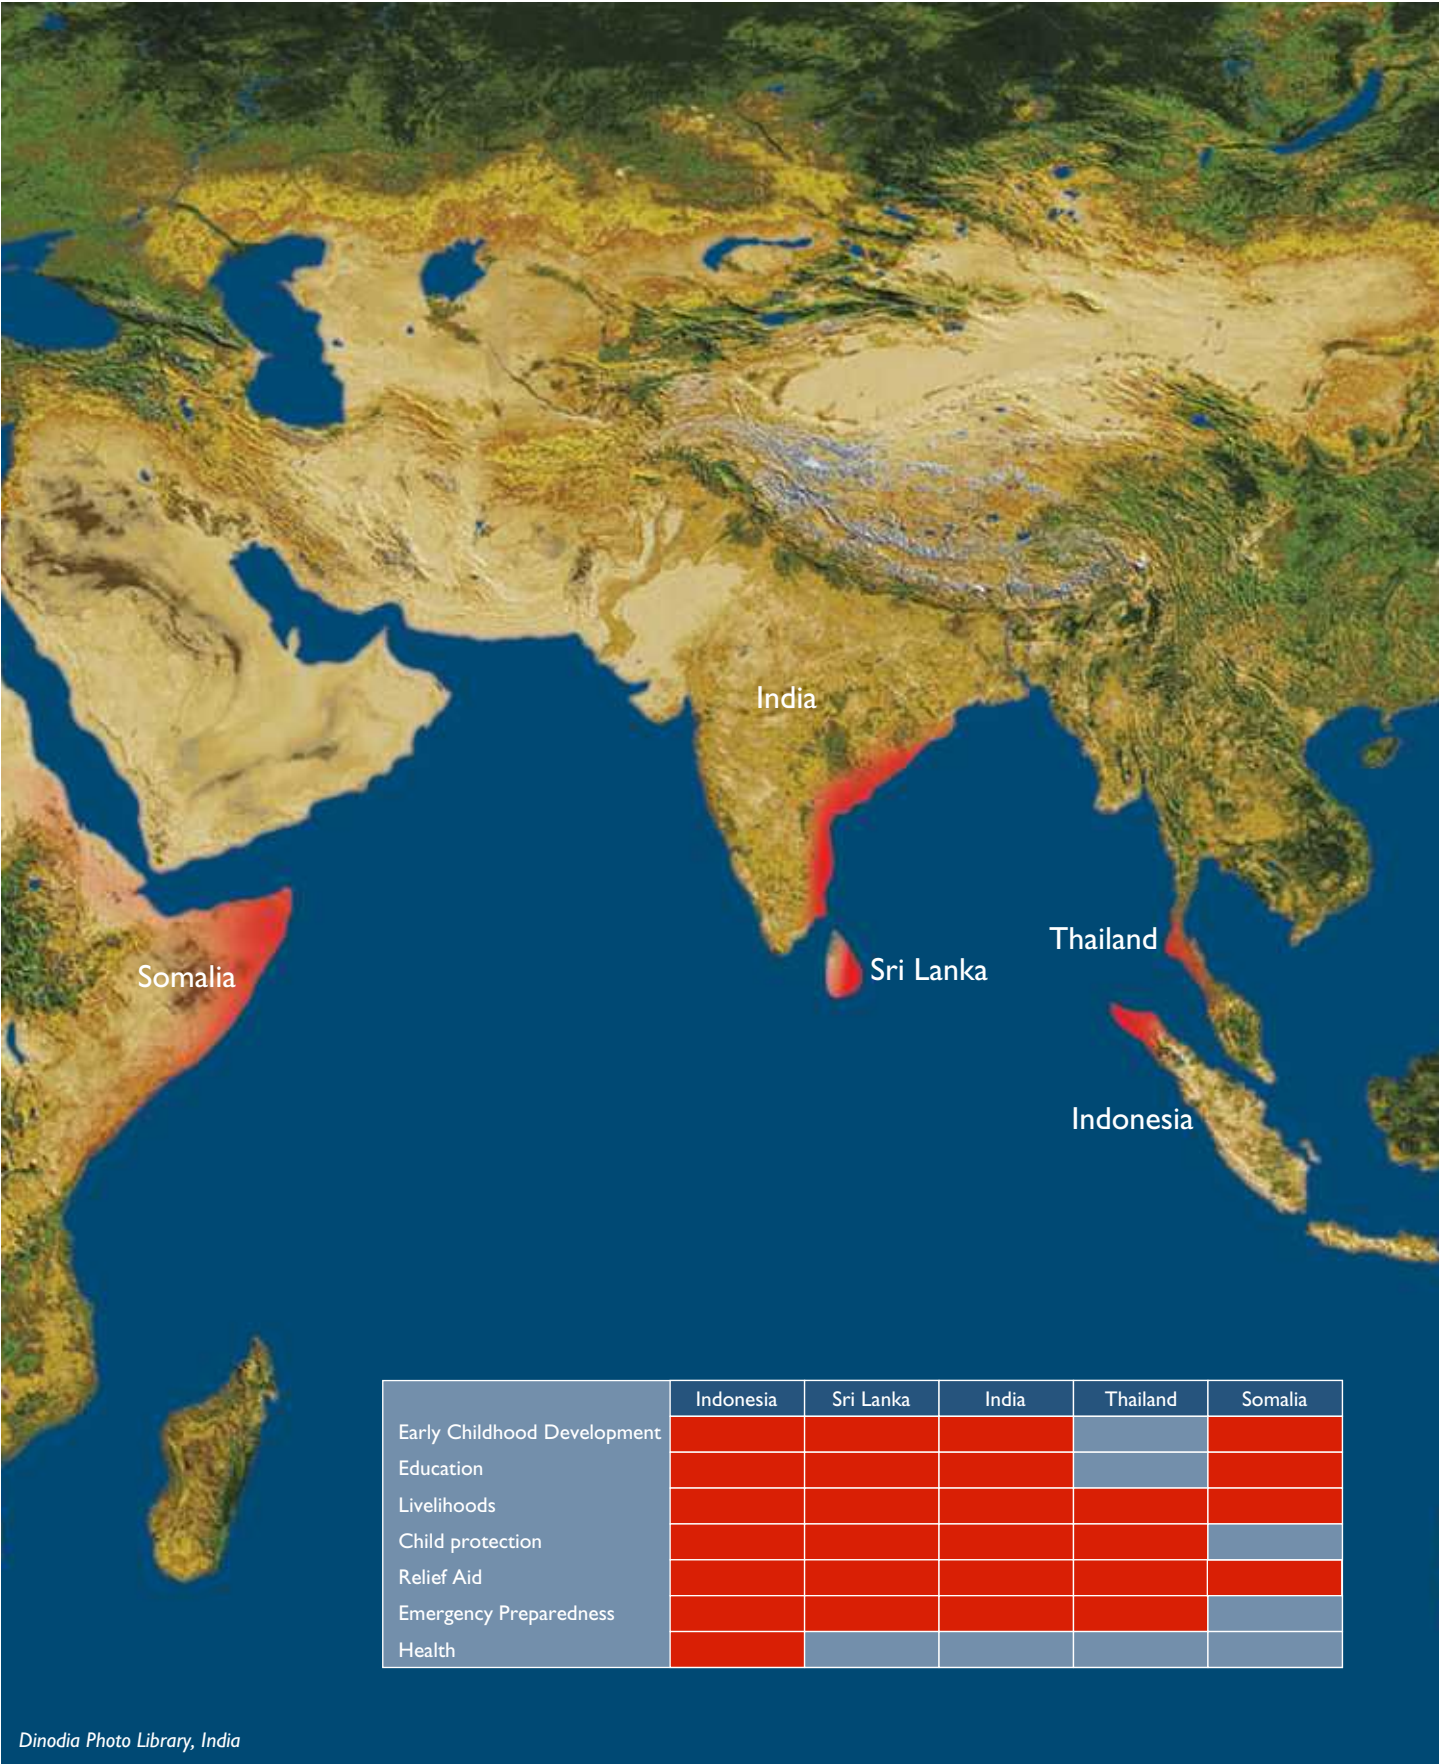 India
Thailand
Sri Lanka
Somalia
Indonesia
Indonesia Sri Lanka India Thailand Somalia
Early Childhood Development
Education
Livelihoods
Child protection
Relief Aid
Emergency Preparedness
Health
Dinodia Photo Library, India